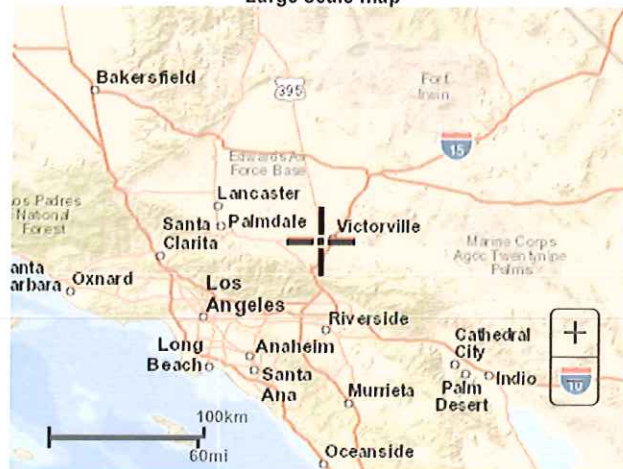 Large scale map
Bakersfield
395
Fort
Irwin
15
Edwards Air
Force Base
Lancaster
Los Padres
National
Forest
Santa
Clarita
Palmdale
Victorville
Marine Corps
Agcc Twentynine
Palms
anta
arbara
Oxnard
Los
Angeles
Riverside
Cathedral
City
Long
Beach
Anaheim
Santa
Ana
Murrieta
Palm
Desert
Indio
10
100km
60mi
Oceanside